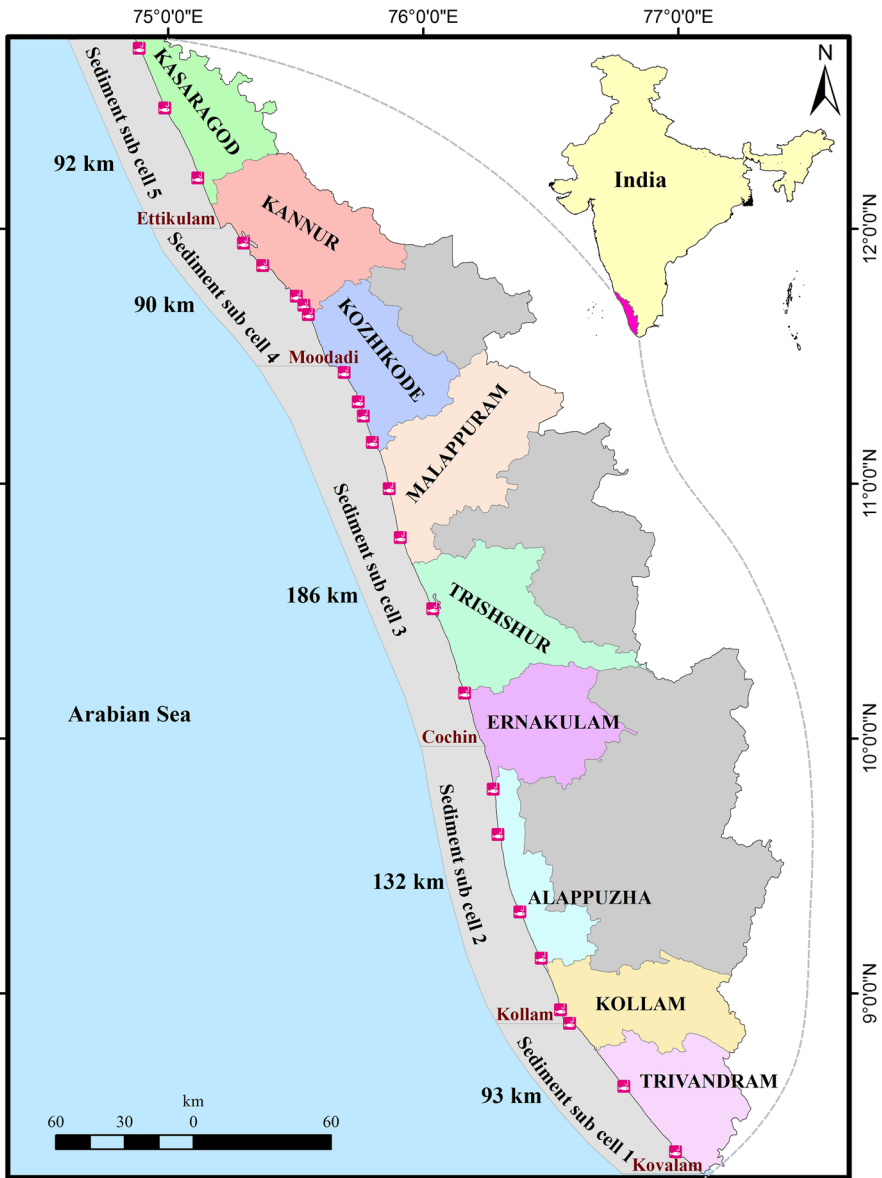 75°0'0"E
76°0'0"E
77°0'0"E
N
KASARAGOD
Sediment sub cell 5
92 km
India
Ettikulam
KANNUR
12°0'0"N
Sediment sub cell 4
90 km
KOZHIKODE
Moodadi
MALAPPURAM
11°0'0"N
Sediment sub cell 3
186 km
TRISHSHUR
Arabian Sea
ERNAKULAM
Cochin
10°0'0"N
Sediment sub cell 2
132 km
ALAPPUZHA
9°0'0"N
KOLLAM
Kollam
Sediment sub cell 1
93 km
TRIVANDRAM
km
60 30 0 60
Kovalam